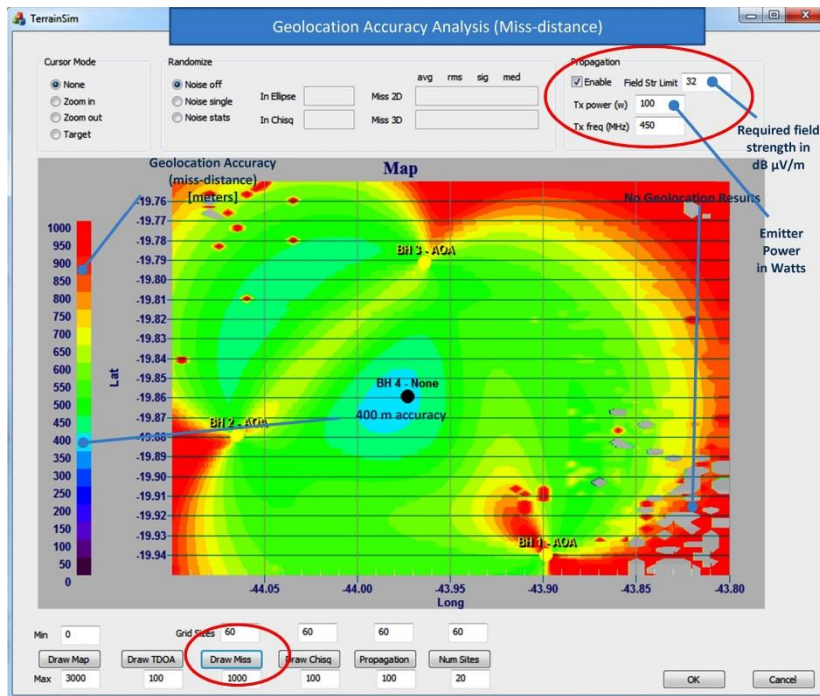 TerrainSim
Geolocation Accuracy Analysis (Miss-distance)
Cursor Mode
None
Zoom in
Zoom out
Target
Randomize
Noise off
Noise single
Noise stats
In Ellipse
In Chisq
avg rms sig med
Miss 2D
Miss 3D
Propagation
Enable Field Str Limit 32
Tx power (w) 100
Tx freq (MHz) 450
Required field
strength in
dB μV/m
Emitter
Power
in Watts
Geolocation Accuracy
(miss-distance)
[meters]
Map
No Geolocation Results
1000
950
900
850
800
750
700
650
600
550
500
450
400
350
300
250
200
150
100
50
0
Lat
-19.76
-19.77
-19.78
-19.79
-19.80
-19.81
-19.82
-19.83
-19.84
-19.85
-19.86
-19.87
-19.88
-19.89
-19.90
-19.91
-19.92
-19.93
-19.94
BH 3 - AOA
BH 4 - None
400 m accuracy
BH 2 - AOA
BH 1 - AOA
-44.05 -44.00 -43.95 -43.90 -43.85 -43.80
Long
Min 0 Grid Sizes 60 60 60 60
Draw Map Draw TDOA Draw Miss Draw Chisq Propagation Num Sites
Max 3000 100 1000 100 100 20
OK Cancel